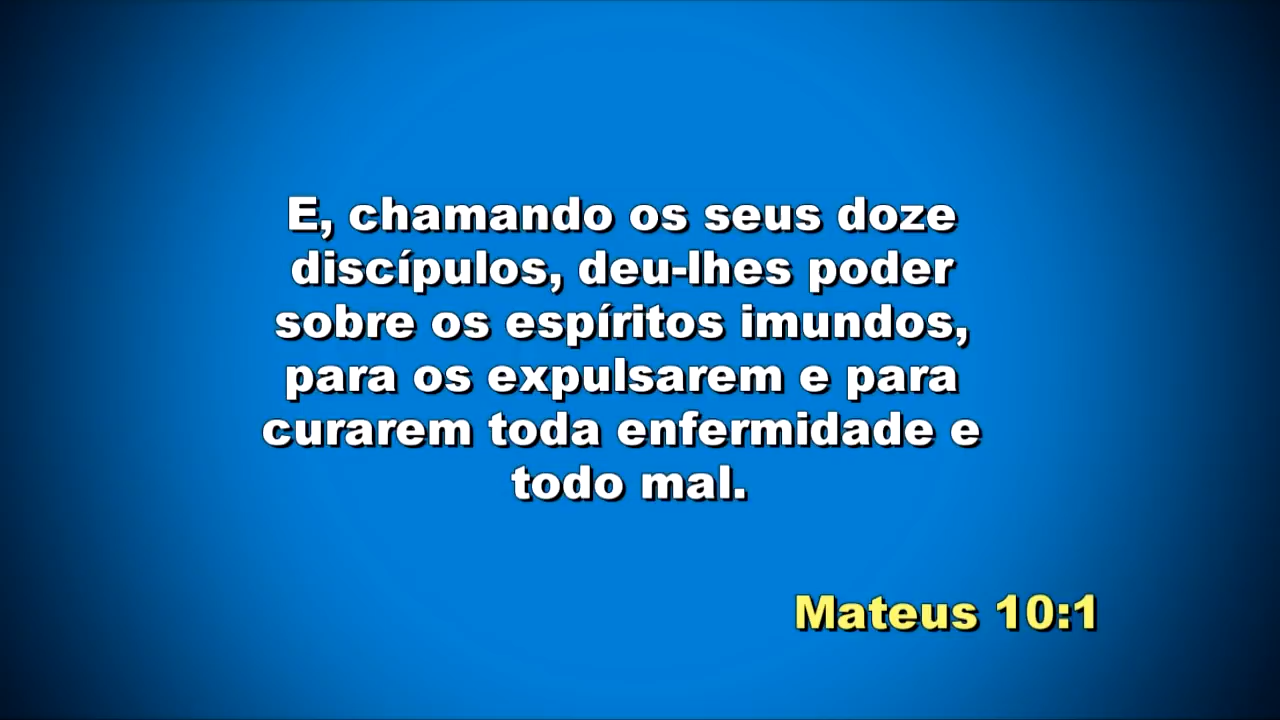 E, chamando os seus doze
discípulos, deu-lhes poder
sobre os espíritos imundos,
para os expulsarem e para
curarem toda enfermidade e
todo mal.
Mateus 10:1